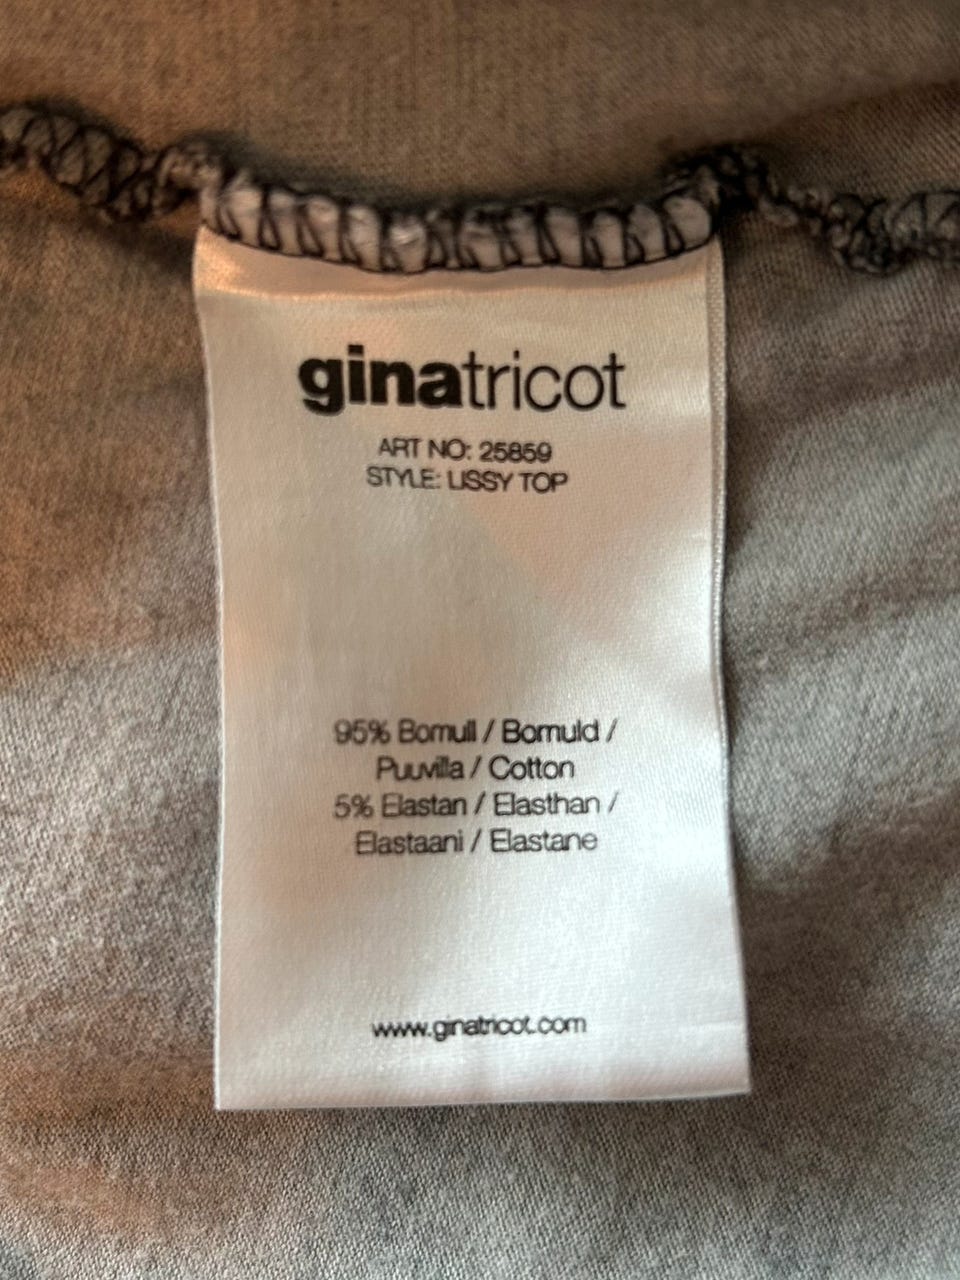 ginatricot
ART NO: 25859
STYLE: LISSY TOP
95% Bomull / Bomuld /
Puuvilla / Cotton
5% Elastan / Elasthan /
Elastaani / Elastane
www.ginatricot.com